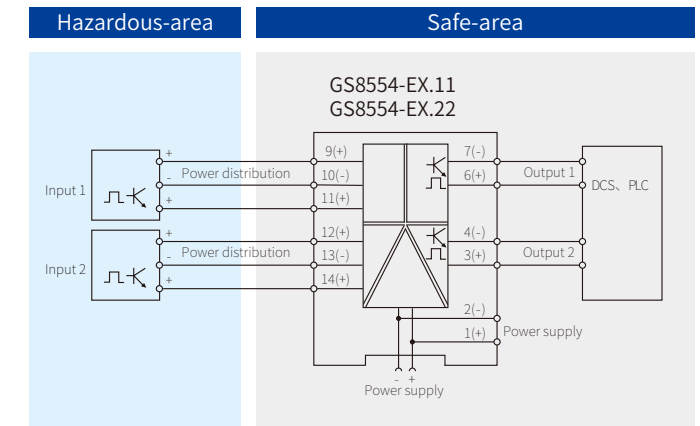 Hazardous-area
Safe-area
GS8554-EX.11
GS8554-EX.22
Input 1
+
-
+
Power distribution
9(+)
10(-)
11(+)
7(-)
6(+)
Output 1
DCS、PLC
Input 2
+
-
+
Power distribution
12(+)
13(-)
14(+)
4(-)
3(+)
Output 2
2(-)
1(+)
Power supply
- +
Power supply